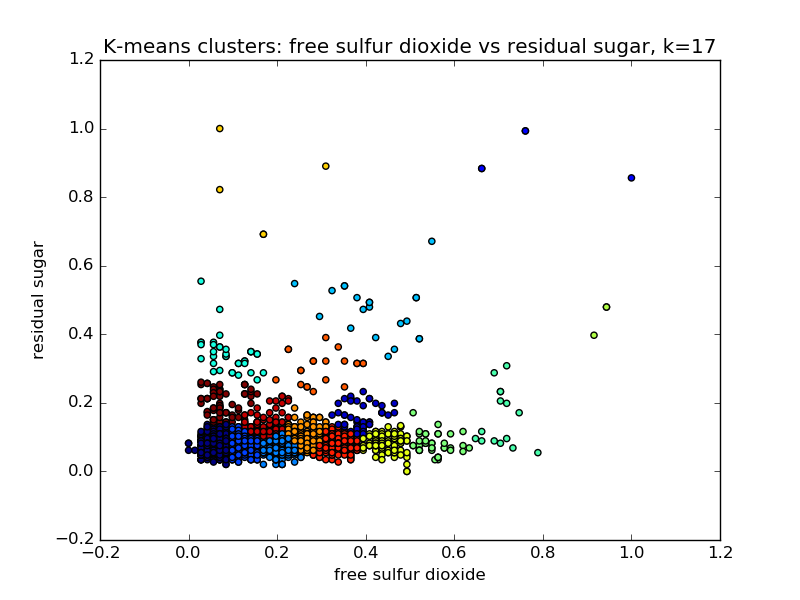 K-means clusters: free sulfur dioxide vs residual sugar, k=17
1.2
1.0
0.8
0.6
0.4
0.2
0.0
−0.2
residual sugar
−0.2 0.0 0.2 0.4 0.6 0.8 1.0 1.2
free sulfur dioxide